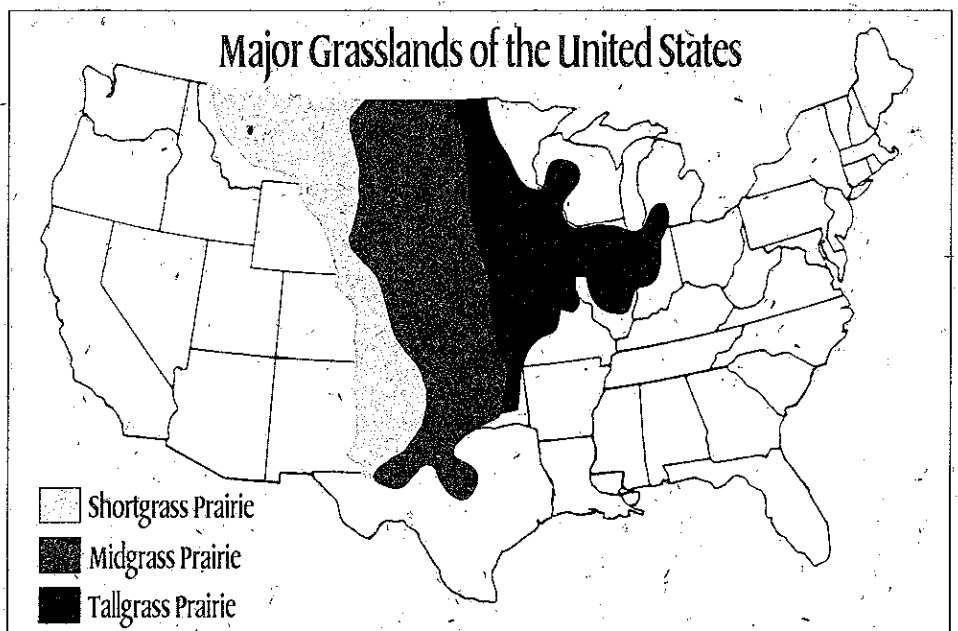 Major Grasslands of the United States
Shortgrass Prairie
Midgrass Prairie
Tallgrass Prairie